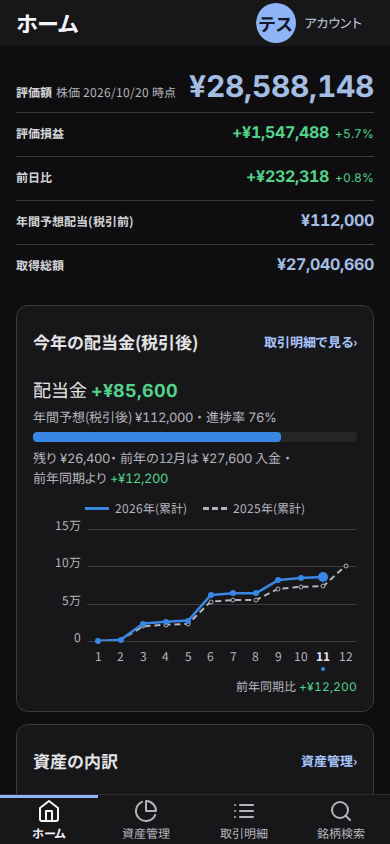 ホーム
テス アカウント
評価額 株価 2026/10/20 時点 ¥28,588,148
評価損益 +¥1,547,488 +5.7%
前日比 +¥232,318 +0.8%
年間予想配当(税引前) ¥112,000
取得総額 ¥27,040,660
今年の配当金(税引後) 取引明細で見る›
配当金 +¥85,600
年間予想(税引後) ¥112,000・進捗率 76%
残り ¥26,400・前年の12月は ¥27,600 入金・
前年同期より +¥12,200
2026年(累計) 2025年(累計)
15万
10万
5万
0
1 2 3 4 5 6 7 8 9 10 11 12
前年同期比 +¥12,200
資産の内訳 資産管理›
ホーム 資産管理 取引明細 銘柄検索